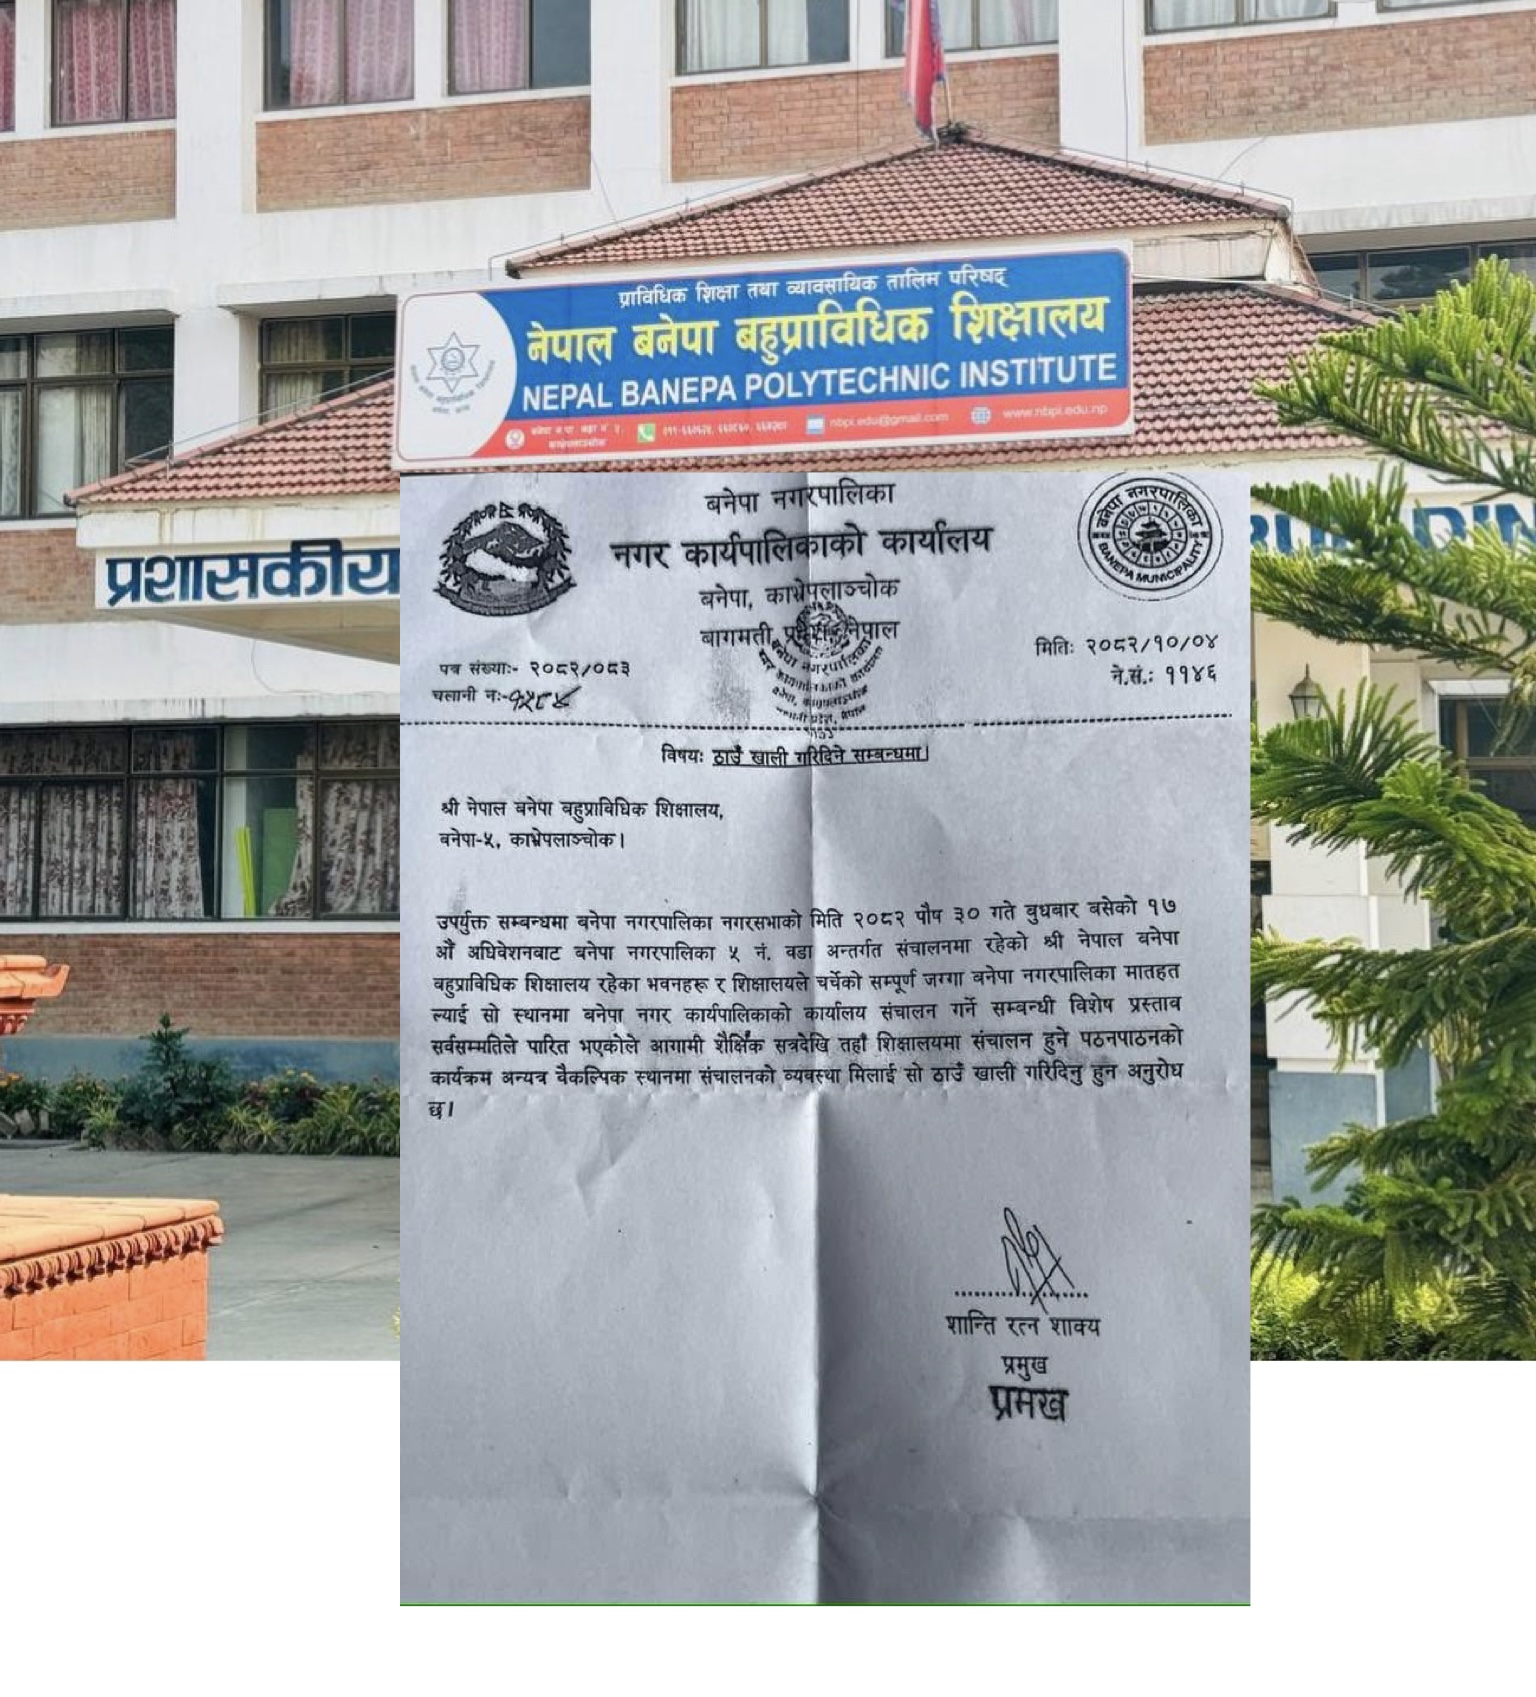 प्राविधिक शिक्षा तथा व्यावसायिक तालिम परिषद्
नेपाल बनेपा बहुप्राविधिक शिक्षालय
NEPAL BANEPA POLYTECHNIC INSTITUTE
nbpi.edu@gmail.com www.nbpi.edu.np
प्रशासकीय
बनेपा नगरपालिका
नगर कार्यपालिकाको कार्यालय
बनेपा, काभ्रेपलाञ्चोक
बागमती प्रदेश, नेपाल
बनेपा नगरपालिका
BANEPA MUNICIPALITY
मितिः २०८२/१०/०४
ने.सं.: ११४६
पत्र संख्याः- २०८२/०८३
चलानी नः-१५८४
विषयः ठाउँ खाली गरिदिने सम्बन्धमा।
श्री नेपाल बनेपा बहुप्राविधिक शिक्षालय,
बनेपा-५, काभ्रेपलाञ्चोक।
उपर्युक्त सम्बन्धमा बनेपा नगरपालिका नगरसभाको मिति २०८२ पौष ३० गते बुधबार बसेको १७
औं अधिवेशनबाट बनेपा नगरपालिका ५ नं. वडा अन्तर्गत संचालनमा रहेको श्री नेपाल बनेपा
बहुप्राविधिक शिक्षालय रहेका भवनहरू र शिक्षालयले चर्चेको सम्पूर्ण जग्गा बनेपा नगरपालिका मातहत
ल्याई सो स्थानमा बनेपा नगर कार्यपालिकाको कार्यालय संचालन गर्ने सम्बन्धी विशेष प्रस्ताव
सर्वसम्मतिले पारित भएकोले आगामी शैक्षिक सत्रदेखि तहाँ शिक्षालयमा संचालन हुने पठनपाठनको
कार्यक्रम अन्यत्र वैकल्पिक स्थानमा संचालनको व्यवस्था मिलाई सो ठाउँ खाली गरिदिनु हुन अनुरोध
छ।
शान्ति रत्न शाक्य
प्रमुख
प्रमुख